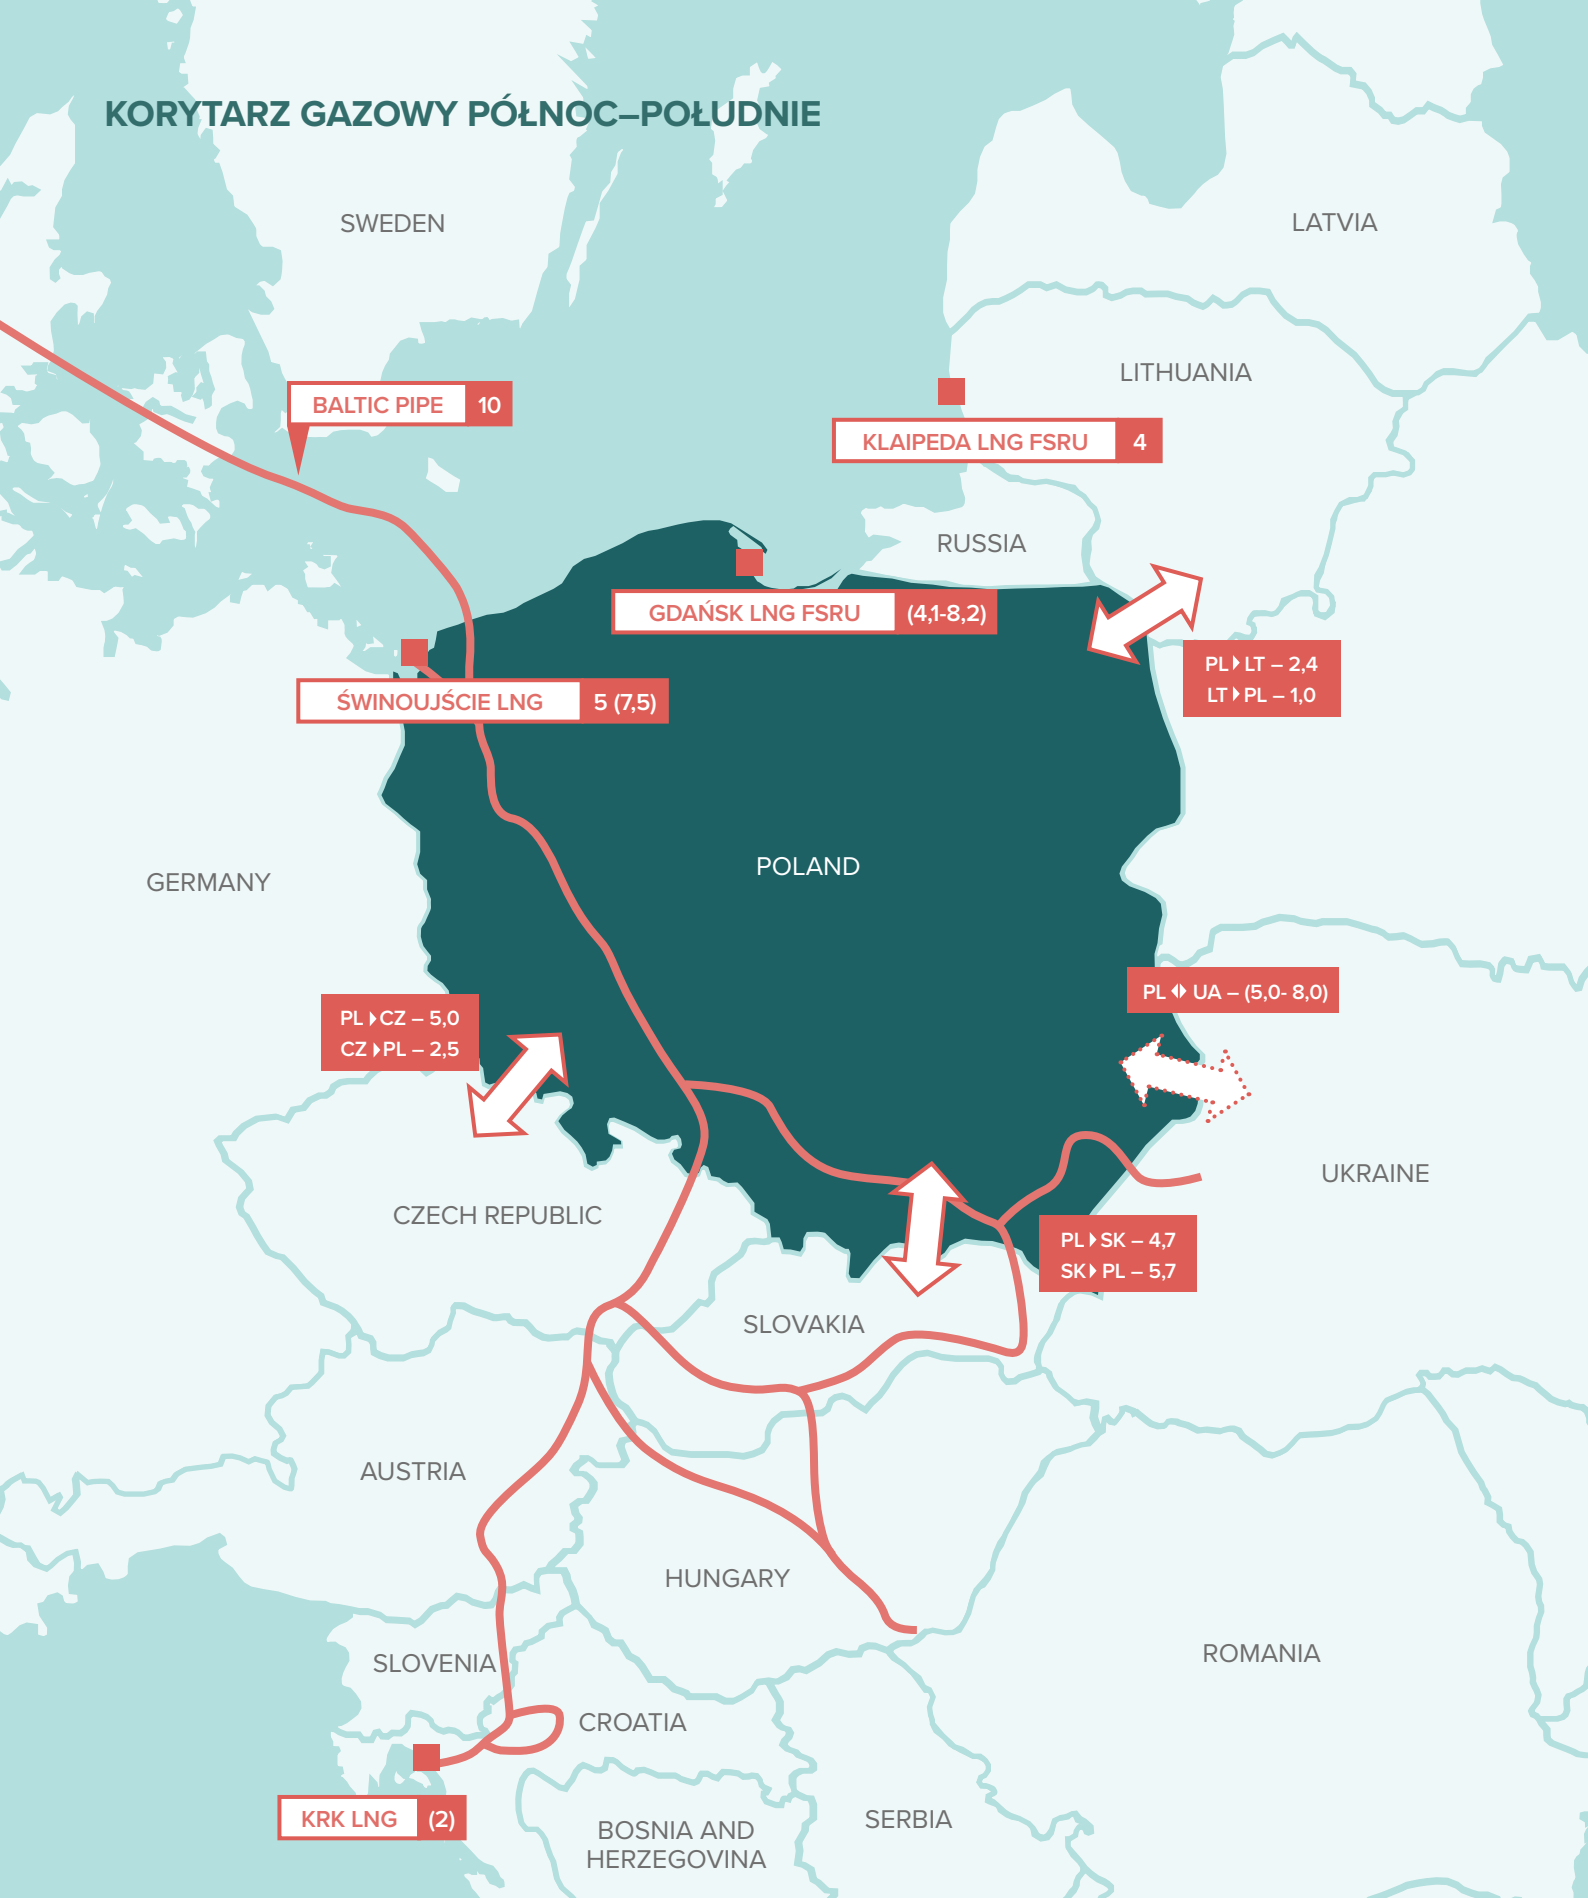 KORYTARZ GAZOWY PÓŁNOC–POŁUDNIE
SWEDEN
LATVIA
LITHUANIA
BALTIC PIPE 10
KLAIPEDA LNG FSRU 4
RUSSIA
GDAŃSK LNG FSRU (4,1-8,2)
PL LT – 2,4
LT PL – 1,0
ŚWINOUJŚCIE LNG 5 (7,5)
POLAND
GERMANY
PL UA – (5,0- 8,0)
PL CZ – 5,0
CZ PL – 2,5
UKRAINE
CZECH REPUBLIC
PL SK – 4,7
SK PL – 5,7
SLOVAKIA
AUSTRIA
HUNGARY
ROMANIA
SLOVENIA
CROATIA
KRK LNG (2)
SERBIA
BOSNIA AND
HERZEGOVINA